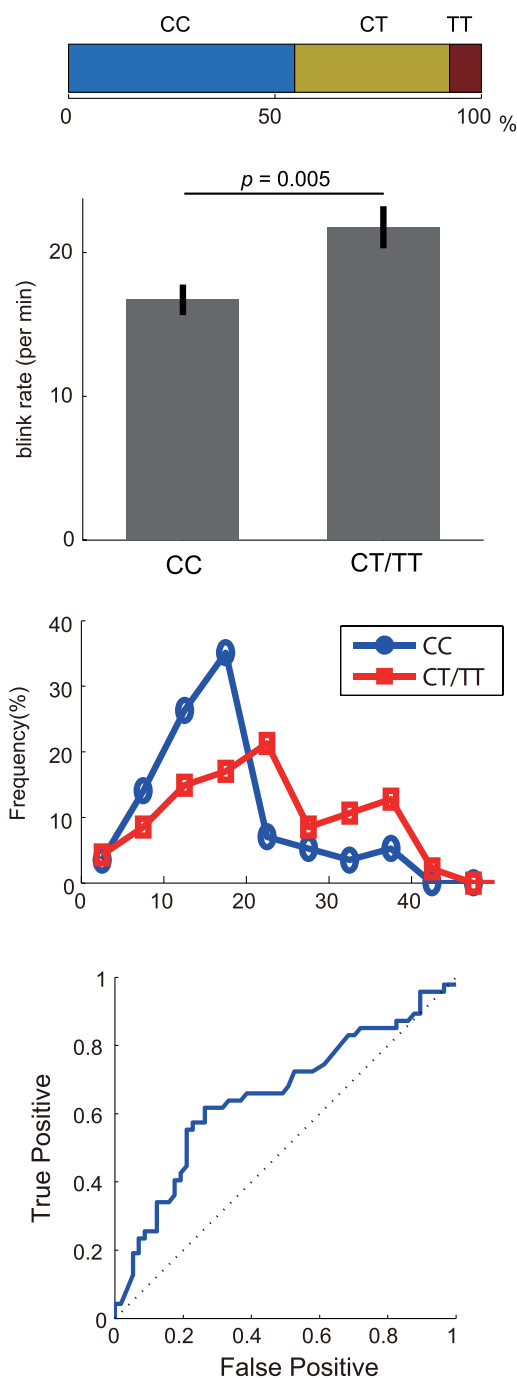 CC CT TT
0 50 100 %
p = 0.005
20
10
0
blink rate (per min)
CC CT/TT
40
30
20
10
0
Frequency(%)
CC
CT/TT
0 10 20 30 40
1
0.8
0.6
0.4
0.2
0
True Positive
0 0.2 0.4 0.6 0.8 1
False Positive